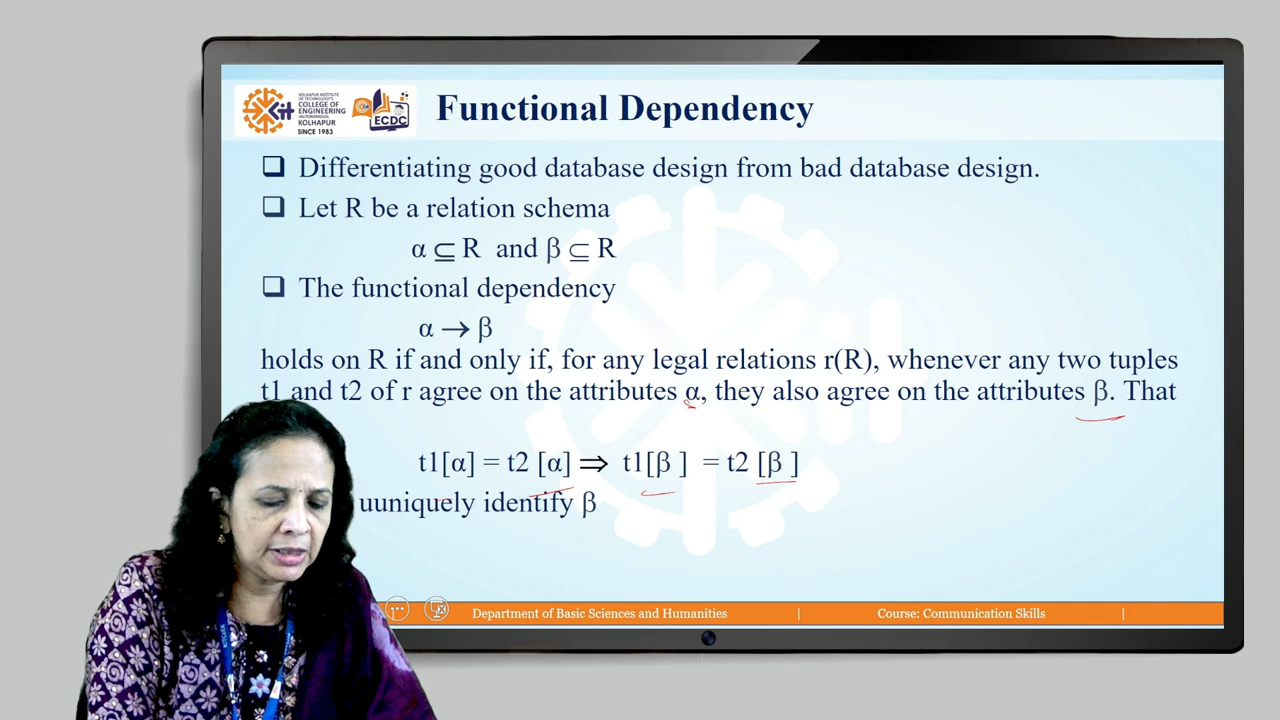 KOLHAPUR INSTITUTE
OF TECHNOLOGY'S
COLLEGE OF
ENGINEERING
(AUTONOMOUS),
KOLHAPUR
SINCE 1983
ECDC
Functional Dependency
❑ Differentiating good database design from bad database design.
❑ Let R be a relation schema
α ⊆ R and β ⊆ R
❑ The functional dependency
α → β
holds on R if and only if, for any legal relations r(R), whenever any two tuples
t1 and t2 of r agree on the attributes α, they also agree on the attributes β. That
t1[α] = t2 [α] ⇒ t1[β ] = t2 [β ]
uuniquely identify β
Department of Basic Sciences and Humanities | Course: Communication Skills |